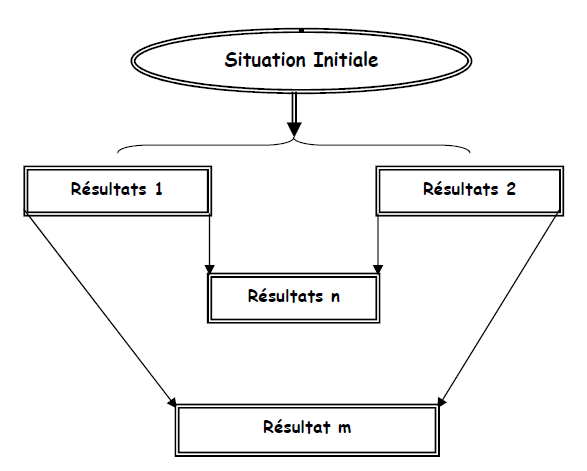 Situation Initiale
Résultats 1
Résultats 2
Résultats n
Résultat m